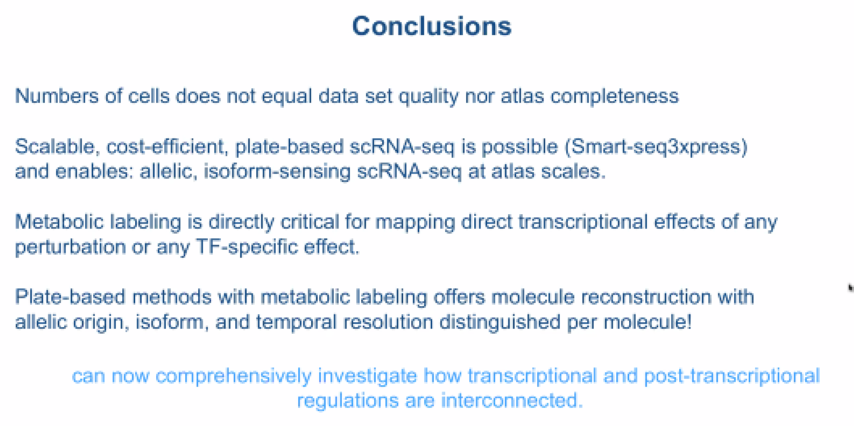 Conclusions
Numbers of cells does not equal data set quality nor atlas completeness
Scalable, cost-efficient, plate-based scRNA-seq is possible (Smart-seq3xpress)
and enables: allelic, isoform-sensing scRNA-seq at atlas scales.
Metabolic labeling is directly critical for mapping direct transcriptional effects of any
perturbation or any TF-specific effect.
Plate-based methods with metabolic labeling offers molecule reconstruction with
allelic origin, isoform, and temporal resolution distinguished per molecule!
can now comprehensively investigate how transcriptional and post-transcriptional
regulations are interconnected.